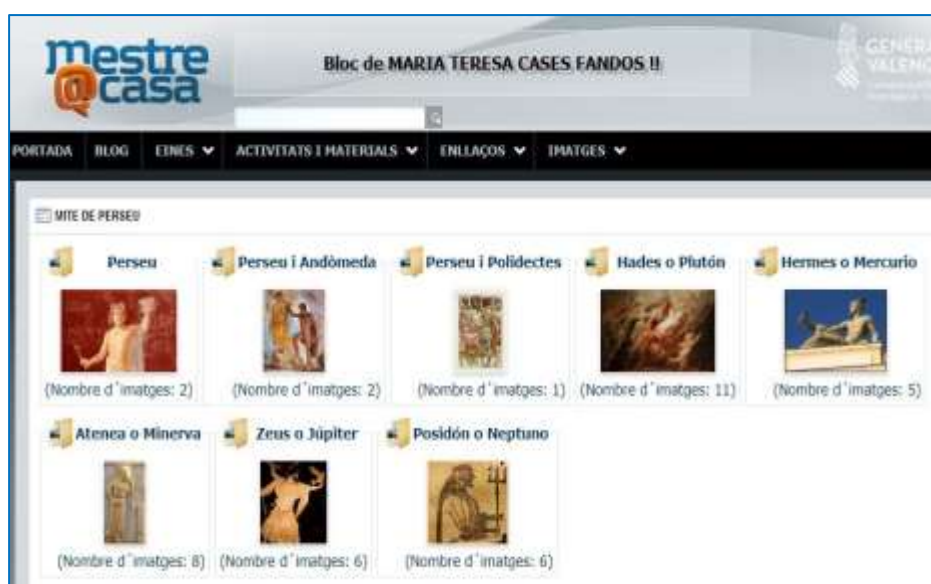 mestre
@casa
Bloc de MARIA TERESA CASES FANDOS !!
GENERA
VALENC
PORTADA BLOG EINES ACTIVITATS I MATERIALS ENLLAÇOS IMATGES
MITE DE PERSEU
Perseu Perseu i Andòmeda Perseu i Polidectes Hades o Plutón Hermes o Mercurio
(Nombre d´imatges: 2) (Nombre d´imatges: 2) (Nombre d´imatges: 1) (Nombre d´imatges: 11) (Nombre d´imatges: 5)
Atenea o Minerva Zeus o Júpiter Posidón o Neptuno
(Nombre d´imatges: 8) (Nombre d´imatges: 6) (Nombre d´imatges: 6)